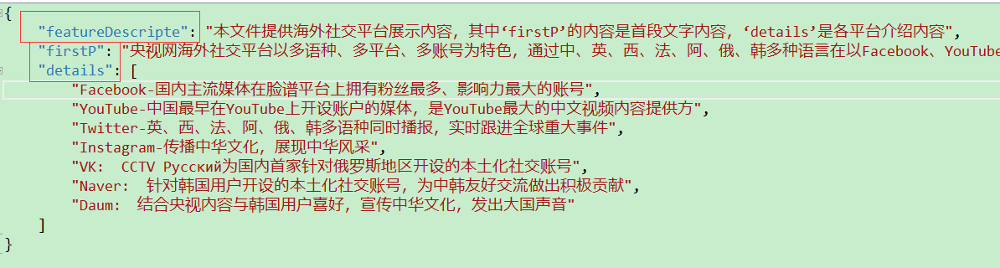 {
"featureDescripte": "本文件提供海外社交平台展示内容，其中‘firstP’的内容是首段文字内容，‘details’是各平台介绍内容",
"firstP": "央视网海外社交平台以多语种、多平台、多账号为特色，通过中、英、西、法、阿、俄、韩多种语言在以Facebook、YouTube
"details": [
"Facebook-国内主流媒体在脸谱平台上拥有粉丝最多、影响力最大的账号",
"YouTube-中国最早在YouTube上开设账户的媒体，是YouTube最大的中文视频内容提供方",
"Twitter-英、西、法、阿、俄、韩多语种同时播报，实时跟进全球重大事件",
"Instagram-传播中华文化，展现中华风采",
"VK: CCTV Русский为国内首家针对俄罗斯地区开设的本土化社交账号",
"Naver: 针对韩国用户开设的本土化社交账号，为中韩友好交流做出积极贡献",
"Daum: 结合央视内容与韩国用户喜好，宣传中华文化，发出大国声音"
]
}